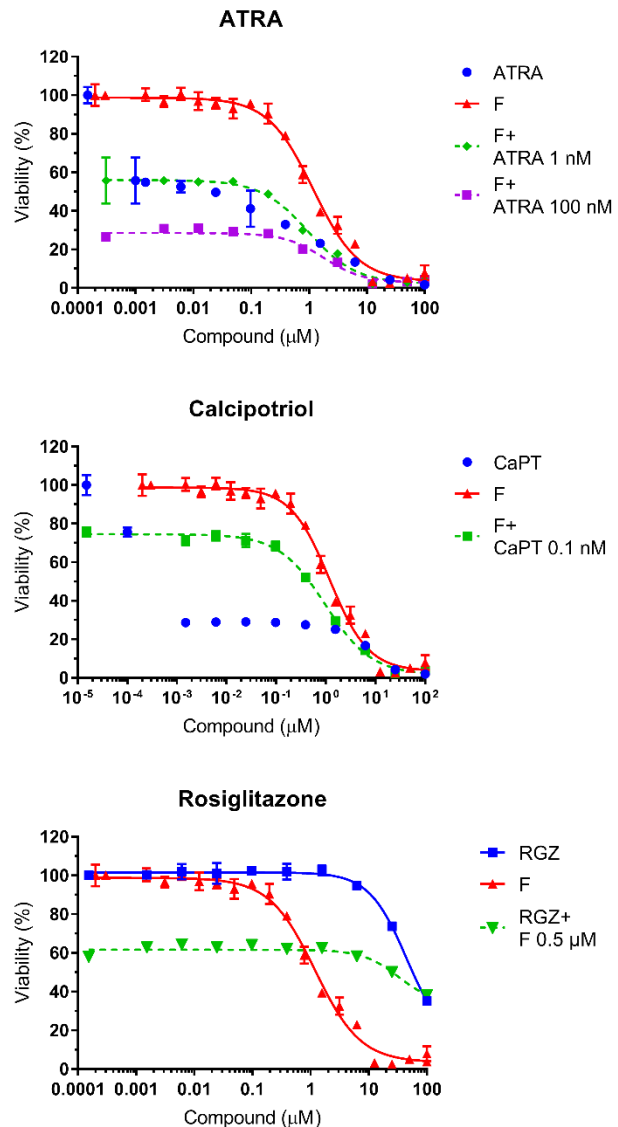 ATRA
Viability (%)
120
100
80
60
40
20
0
0.0001
0.001
0.01
0.1
1
10
100
Compound (μM)
ATRA
F
F+
ATRA 1 nM
F+
ATRA 100 nM
Calcipotriol
Viability (%)
120
100
80
60
40
20
0
10⁻⁵
10⁻⁴
10⁻³
10⁻²
10⁻¹
10⁰
10¹
10²
Compound (μM)
CaPT
F
F+
CaPT 0.1 nM
Rosiglitazone
Viability (%)
120
100
80
60
40
20
0
0.0001
0.001
0.01
0.1
1
10
100
Compound (μM)
RGZ
F
RGZ+
F 0.5 μM